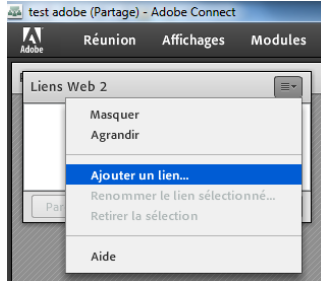 test adobe (Partage) - Adobe Connect
Adobe Réunion Affichages Modules
Liens Web 2
Masquer
Agrandir
Ajouter un lien...
Renommer le lien sélectionné...
Retirer la sélection
Par
Aide